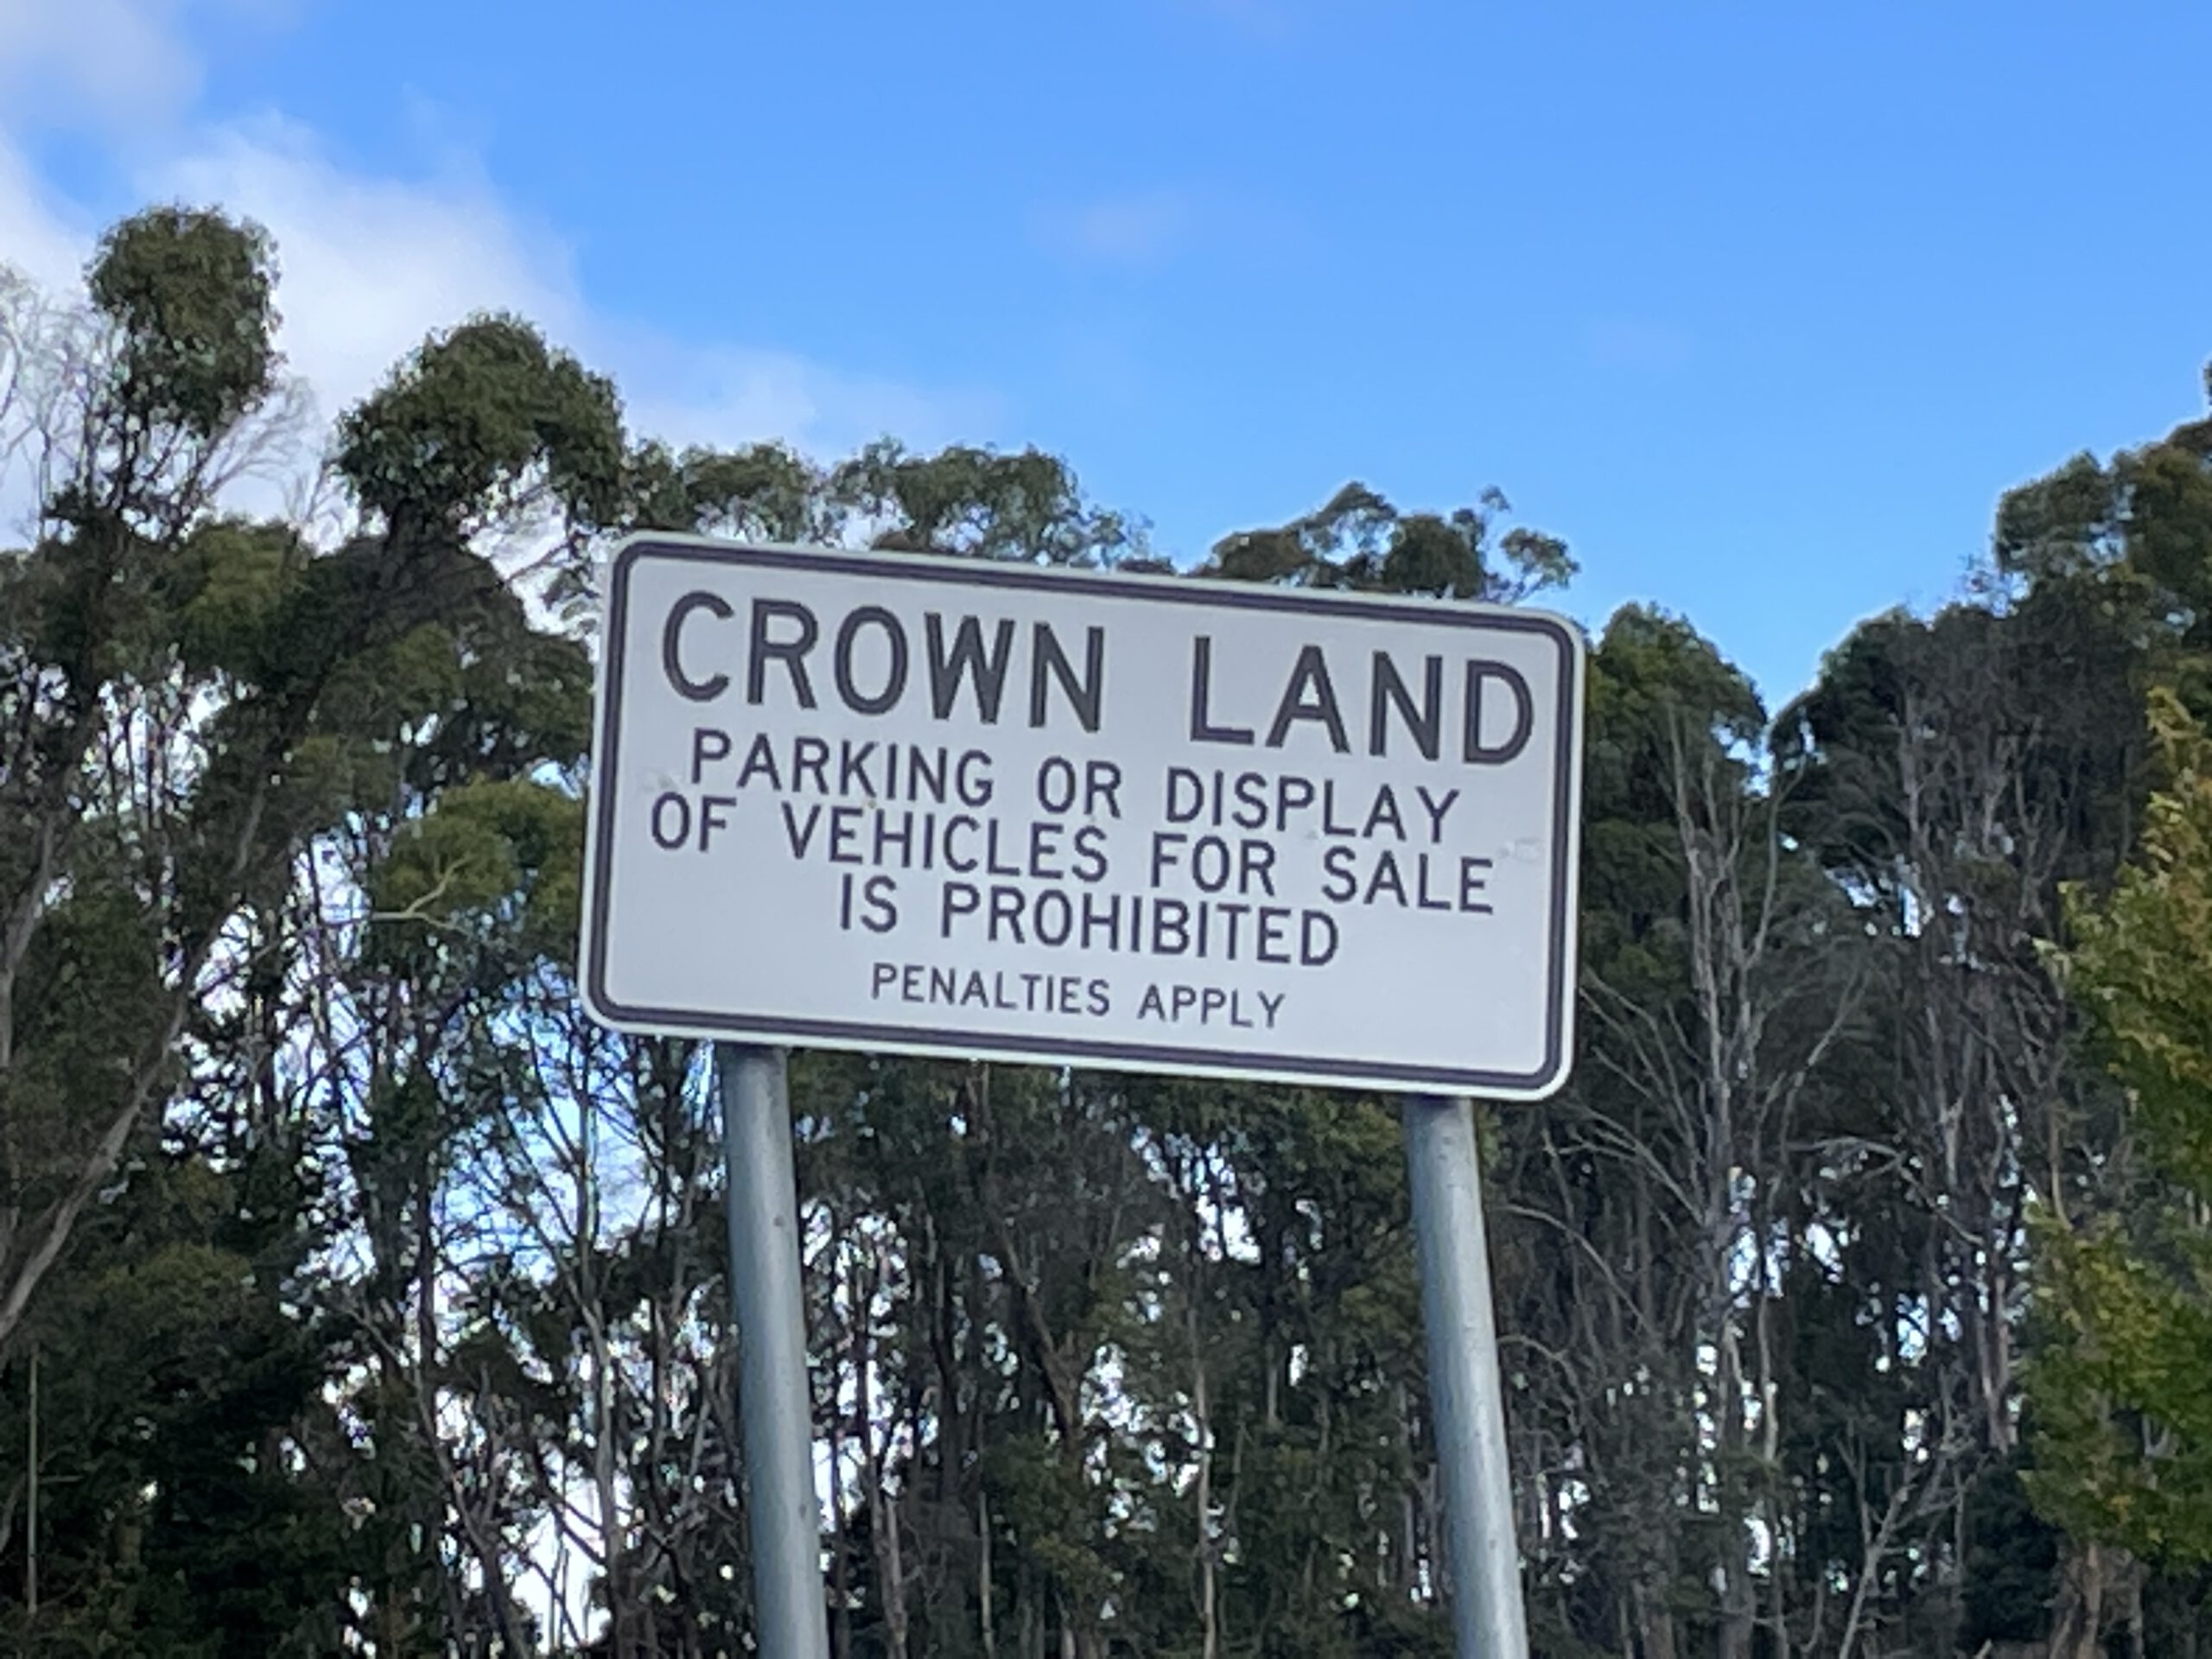 CROWN LAND
PARKING OR DISPLAY
OF VEHICLES FOR SALE
IS PROHIBITED
PENALTIES APPLY